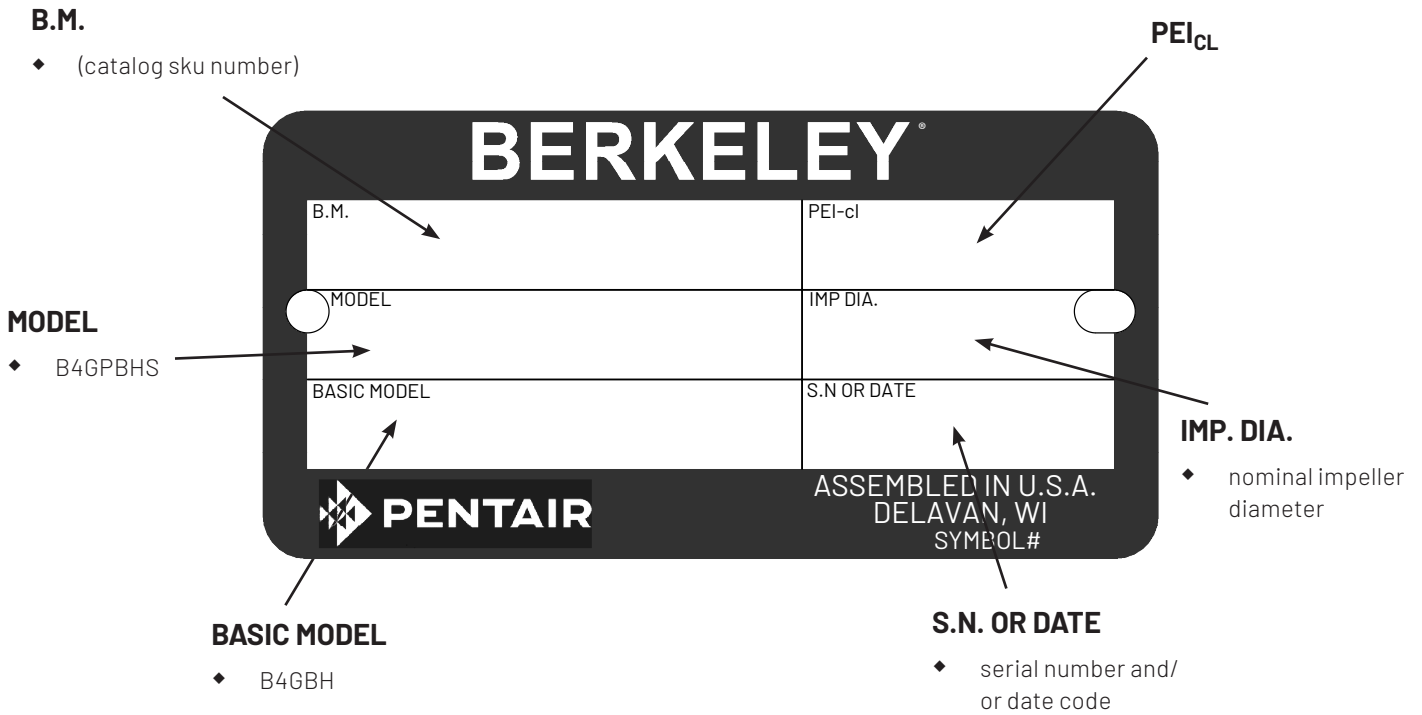 B.M.
◆ (catalog sku number)
PEI_CL
BERKELEY®
B.M.
PEI-cl
MODEL
◆ B4GPBHS
MODEL
IMP DIA.
BASIC MODEL
S.N OR DATE
IMP. DIA.
◆ nominal impeller
diameter
PENTAIR
ASSEMBLED IN U.S.A.
DELAVAN, WI
SYMBOL#
BASIC MODEL
◆ B4GBH
S.N. OR DATE
◆ serial number and/
or date code